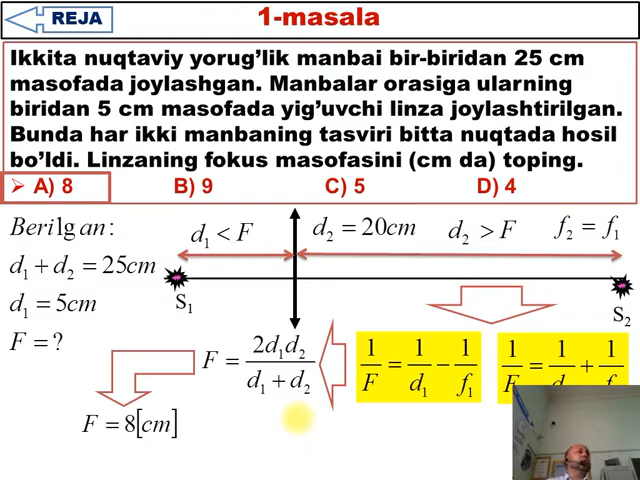 REJA
1-masala
Ikkita nuqtaviy yorug’lik manbai bir-biridan 25 cm
masofada joylashgan. Manbalar orasiga ularning
biridan 5 cm masofada yig’uvchi linza joylashtirilgan.
Bunda har ikki manbaning tasviri bitta nuqtada hosil
bo’ldi. Linzaning fokus masofasini (cm da) toping.
➢ A) 8 B) 9 C) 5 D) 4
Berilgan:
d₁ < F d₂ = 20cm d₂ > F f₂ = f₁
d₁ + d₂ = 25cm
S₁ S₂
d₁ = 5cm
F = ?
F = 2d₁d₂ / (d₁ + d₂)
1/F = 1/d₁ − 1/f₁
F = 8[cm]